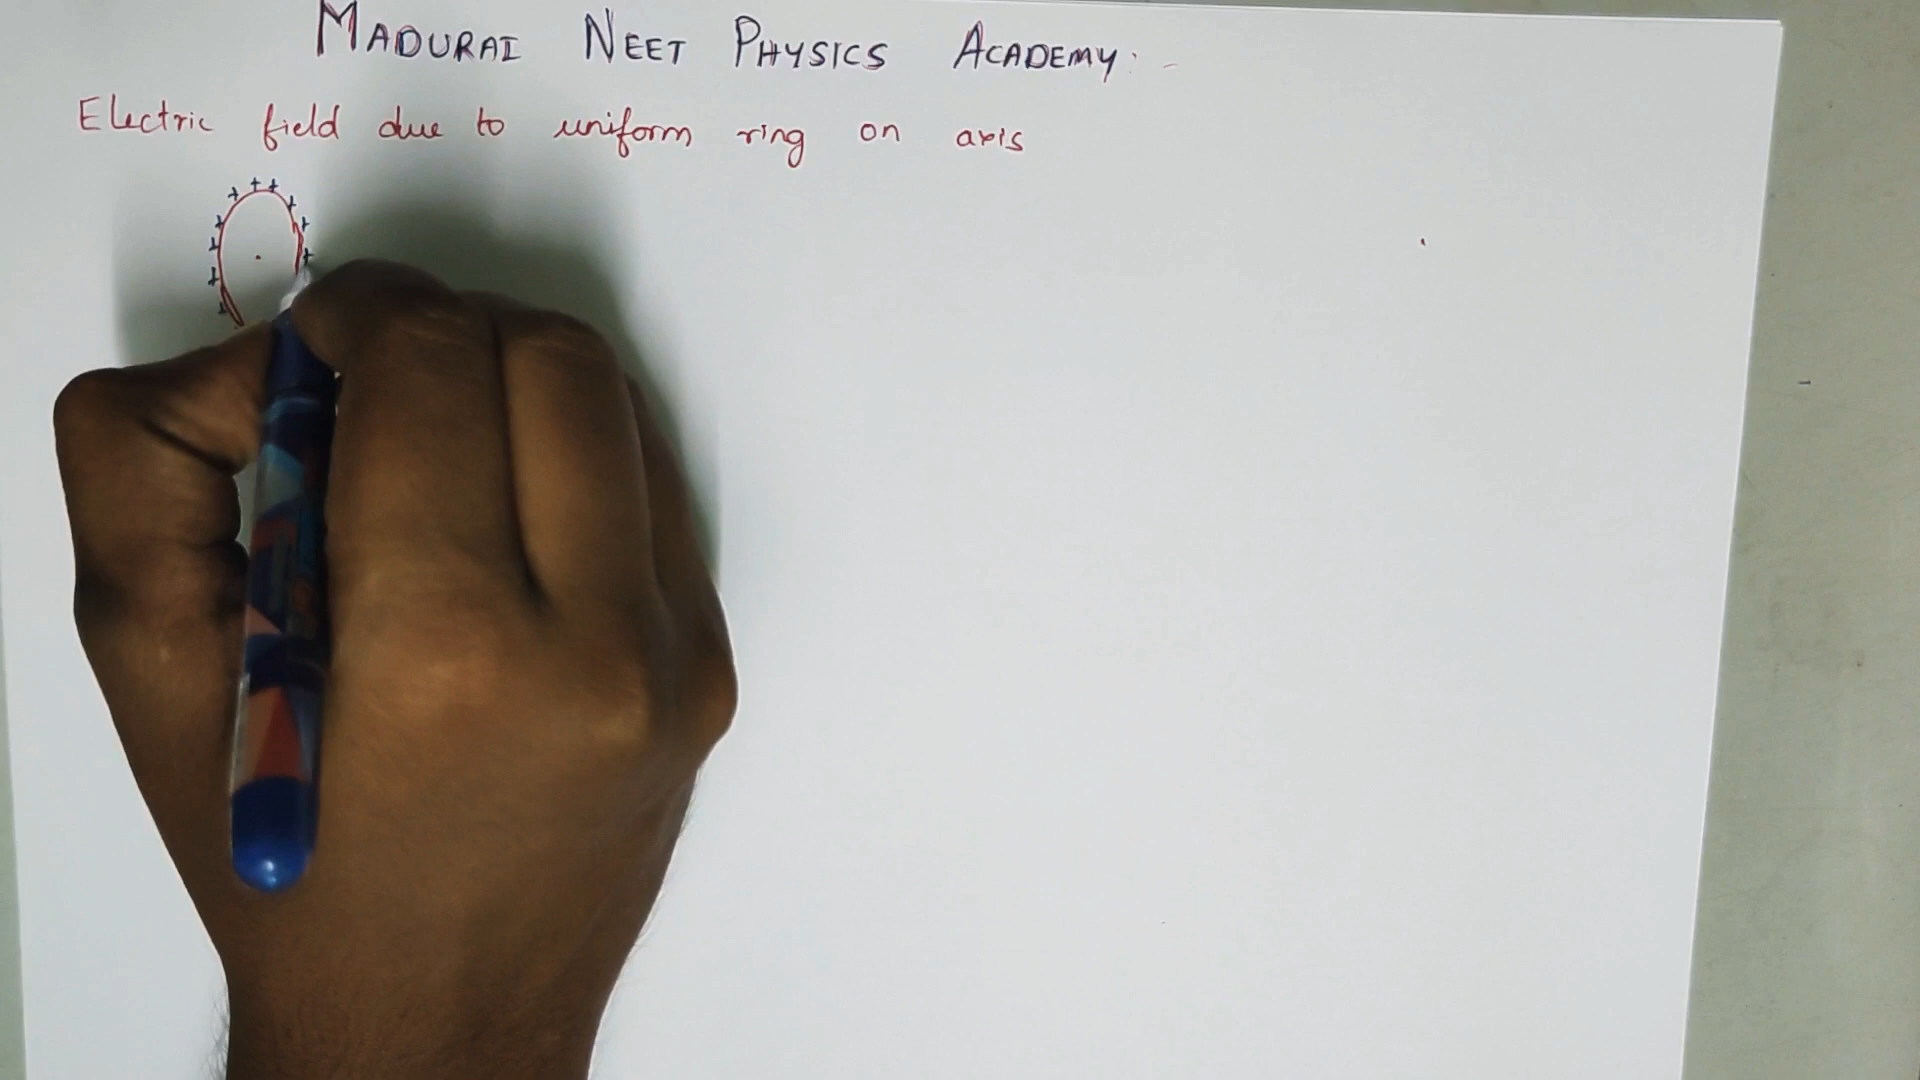 MADURAI NEET PHYSICS ACADEMY:-
Electric field due to uniform ring on axis